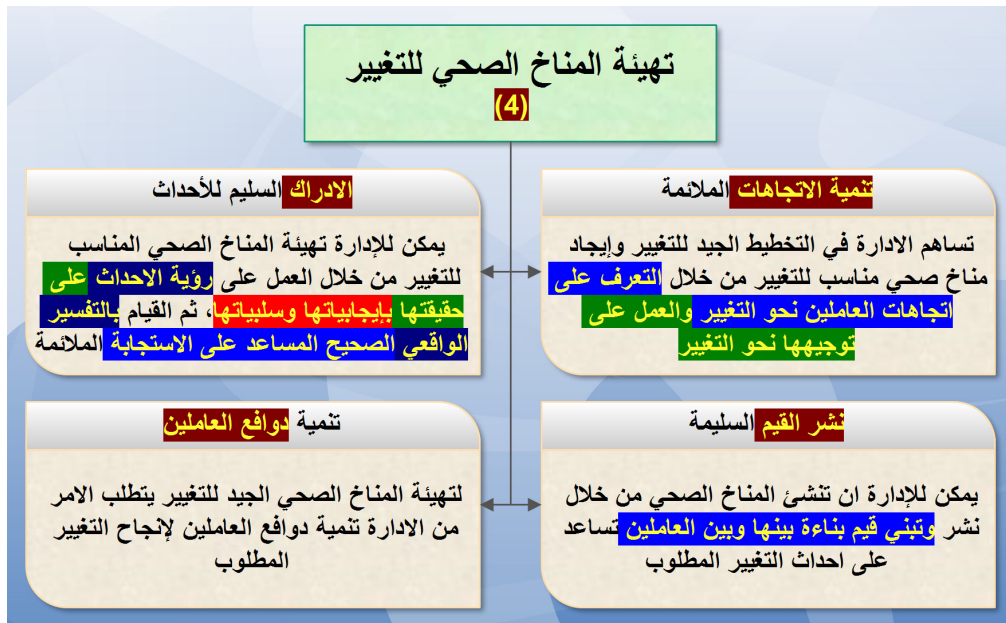 تهيئة المناخ الصحي للتغيير
(4)
تنمية الاتجاهات الملائمة
تساهم الادارة في التخطيط الجيد للتغيير وإيجاد
مناخ صحي مناسب للتغيير من خلال التعرف على
اتجاهات العاملين نحو التغيير والعمل على
توجيهها نحو التغيير
الادراك السليم للأحداث
يمكن للإدارة تهيئة المناخ الصحي المناسب
للتغيير من خلال العمل على رؤية الاحداث على
حقيقتها بإيجابياتها وسلبياتها، ثم القيام بالتفسير
الواقعي الصحيح المساعد على الاستجابة الملائمة
نشر القيم السليمة
يمكن للإدارة ان تنشئ المناخ الصحي من خلال
نشر وتبني قيم بناءة بينها وبين العاملين تساعد
على احداث التغيير المطلوب
تنمية دوافع العاملين
لتهيئة المناخ الصحي الجيد للتغيير يتطلب الامر
من الادارة تنمية دوافع العاملين لإنجاح التغيير
المطلوب